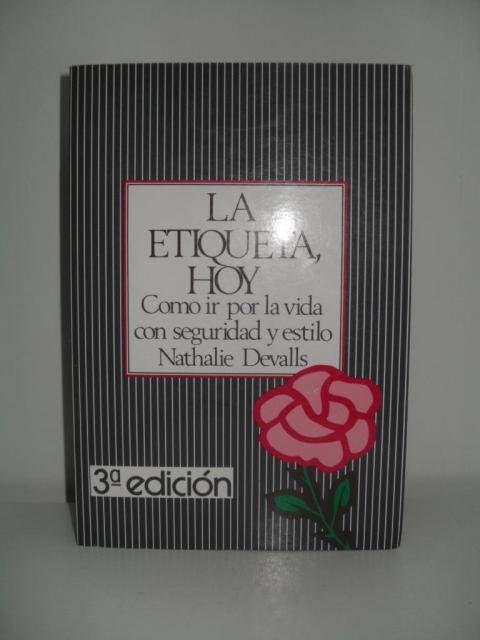 LA
ETIQUETA,
HOY
Como ir por la vida
con seguridad y estilo
Nathalie Devalls
3ª edición